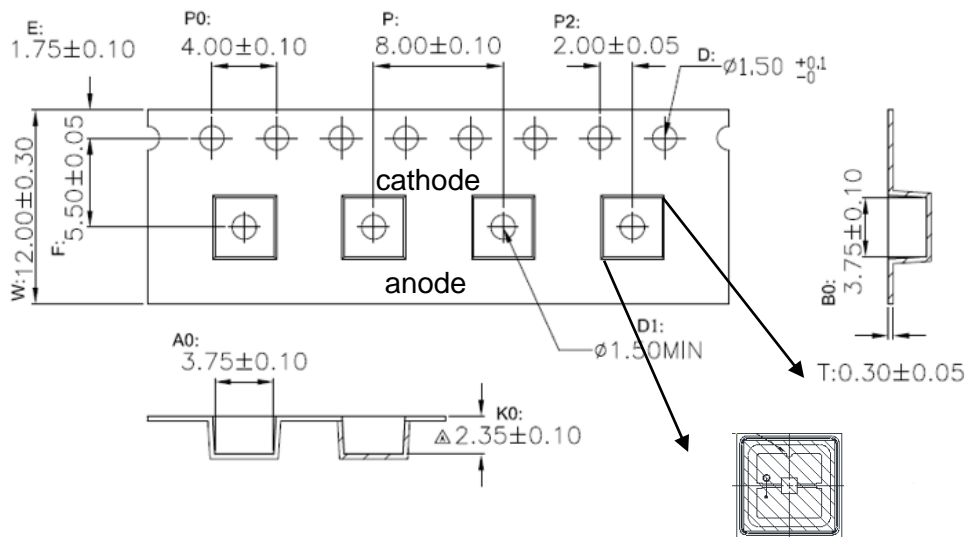 E:
1.75±0.10
P0:
4.00±0.10
P:
8.00±0.10
P2:
2.00±0.05
D: ⌀1.50 +0.1 -0
W: 12.00±0.30
F: 5.50±0.05
cathode
anode
B0: 3.75±0.10
D1:
⌀1.50MIN
T:0.30±0.05
A0:
3.75±0.10
K0:
2.35±0.10